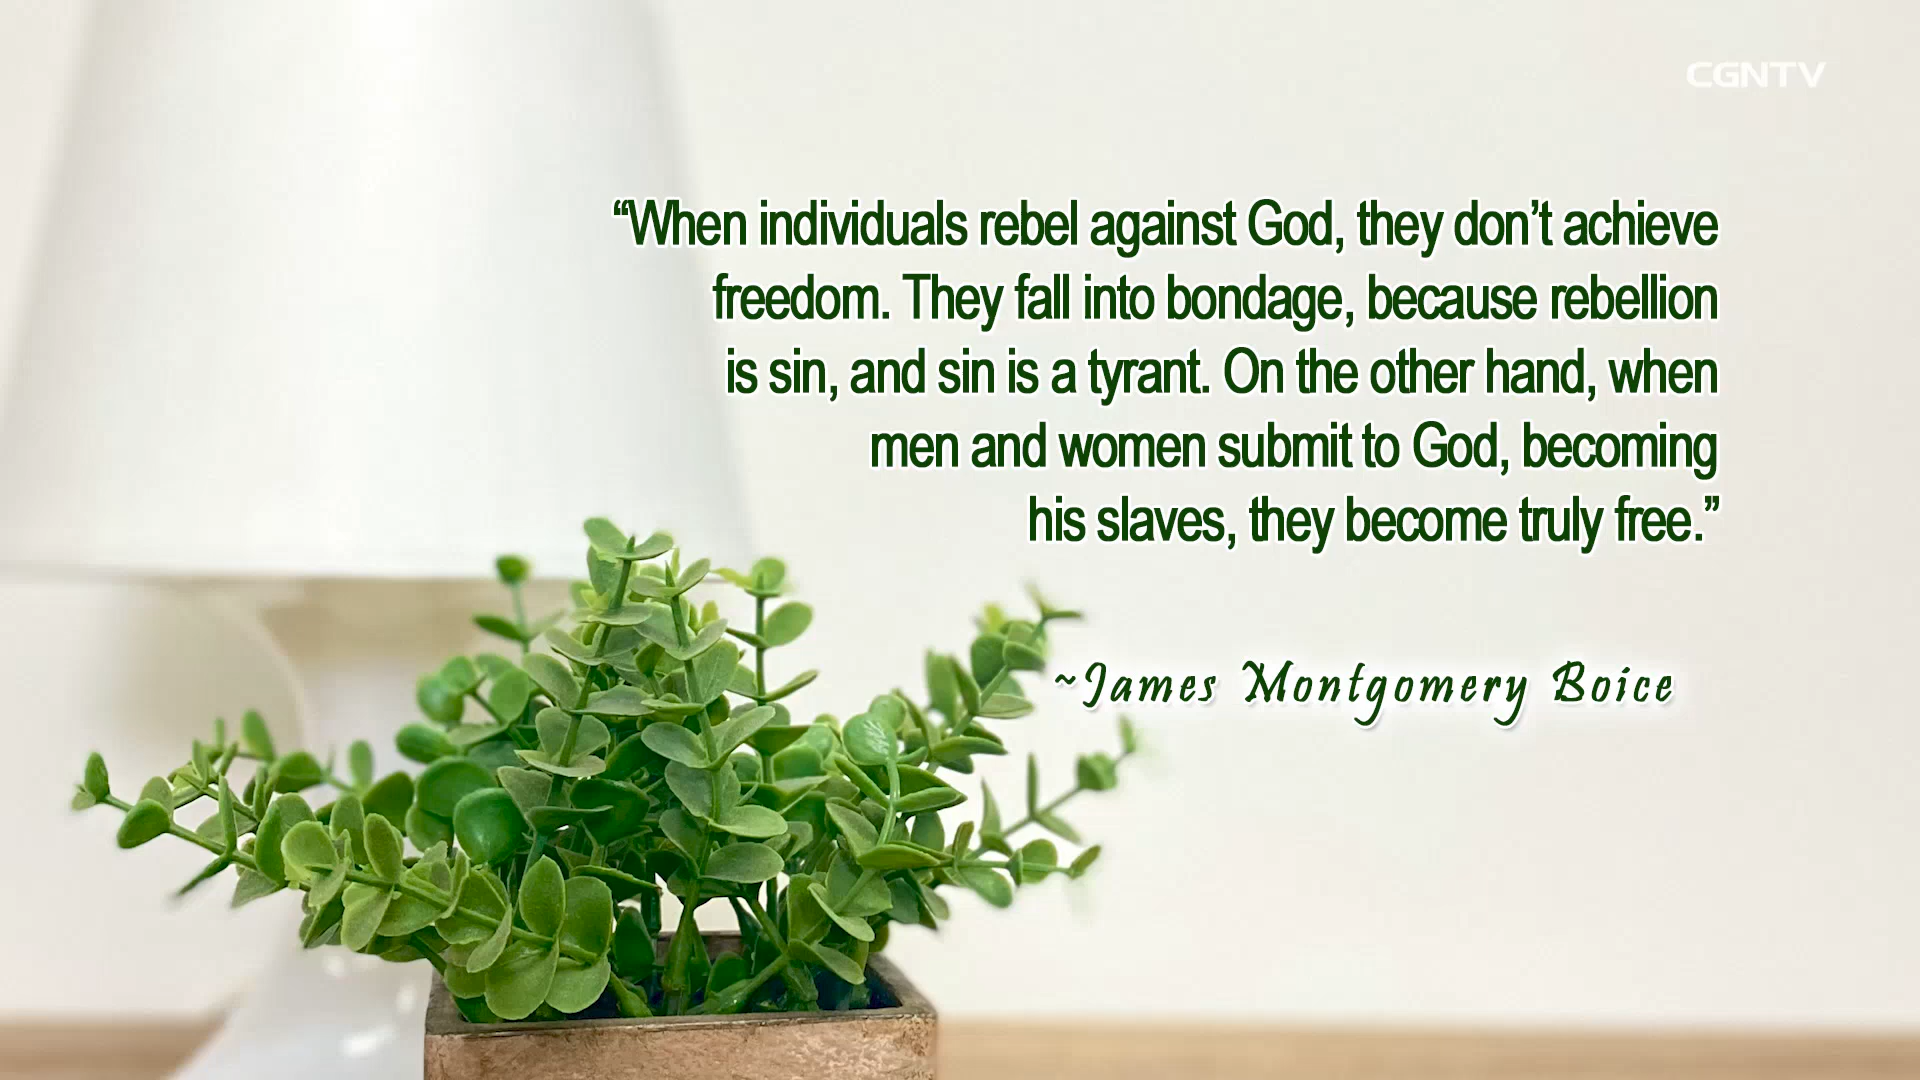 CGNTV
“When individuals rebel against God, they don’t achieve
freedom. They fall into bondage, because rebellion
is sin, and sin is a tyrant. On the other hand, when
men and women submit to God, becoming
his slaves, they become truly free.”
~James Montgomery Boice